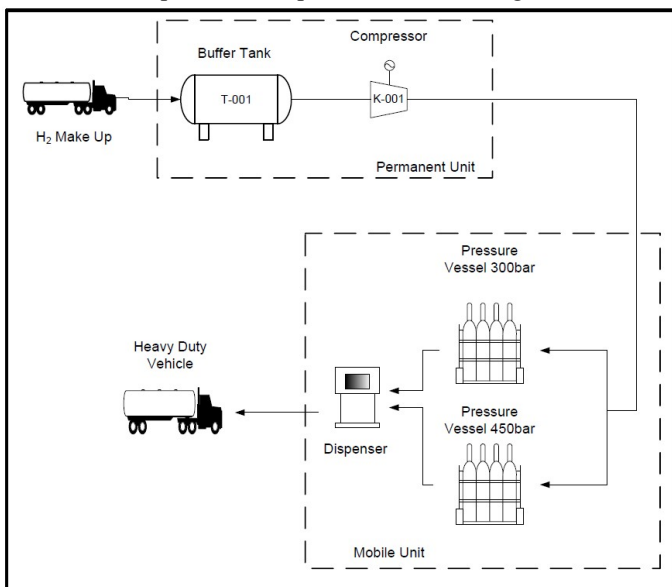 Compressor
Buffer Tank
T-001
K-001
H₂ Make Up
Permanent Unit
Pressure
Vessel 300bar
Heavy Duty
Vehicle
Pressure
Vessel 450bar
Dispenser
Mobile Unit